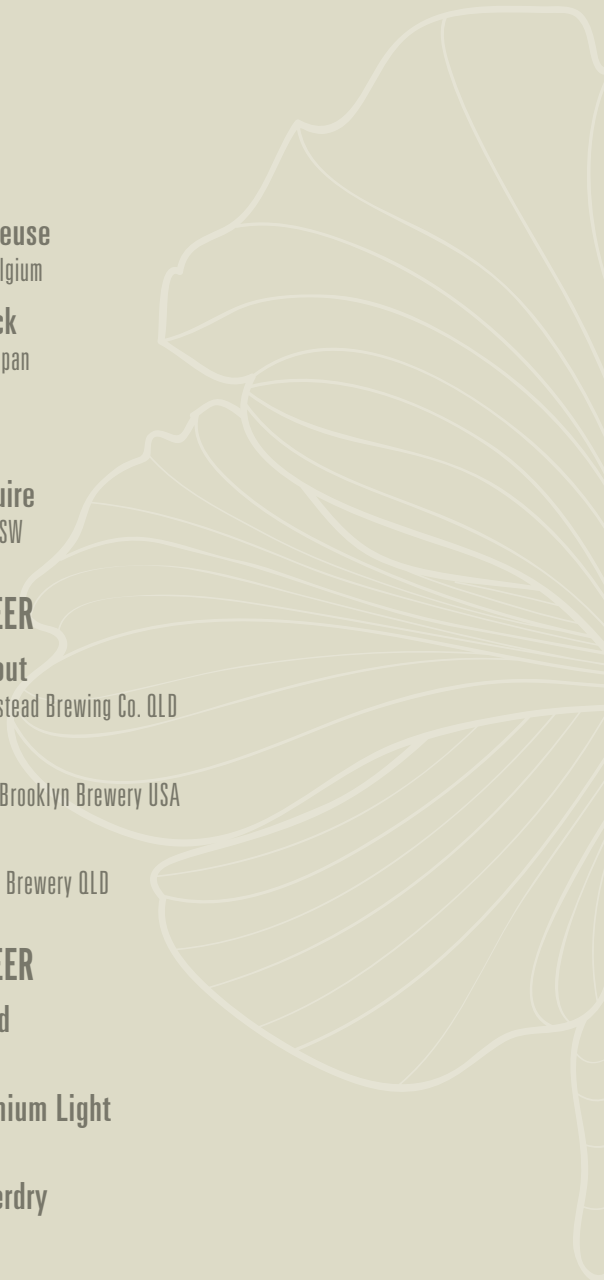 euse
lgium
ck
pan
uire
SW
EER
out
stead Brewing Co. QLD
Brooklyn Brewery USA
Brewery QLD
EER
d
nium Light
erdry